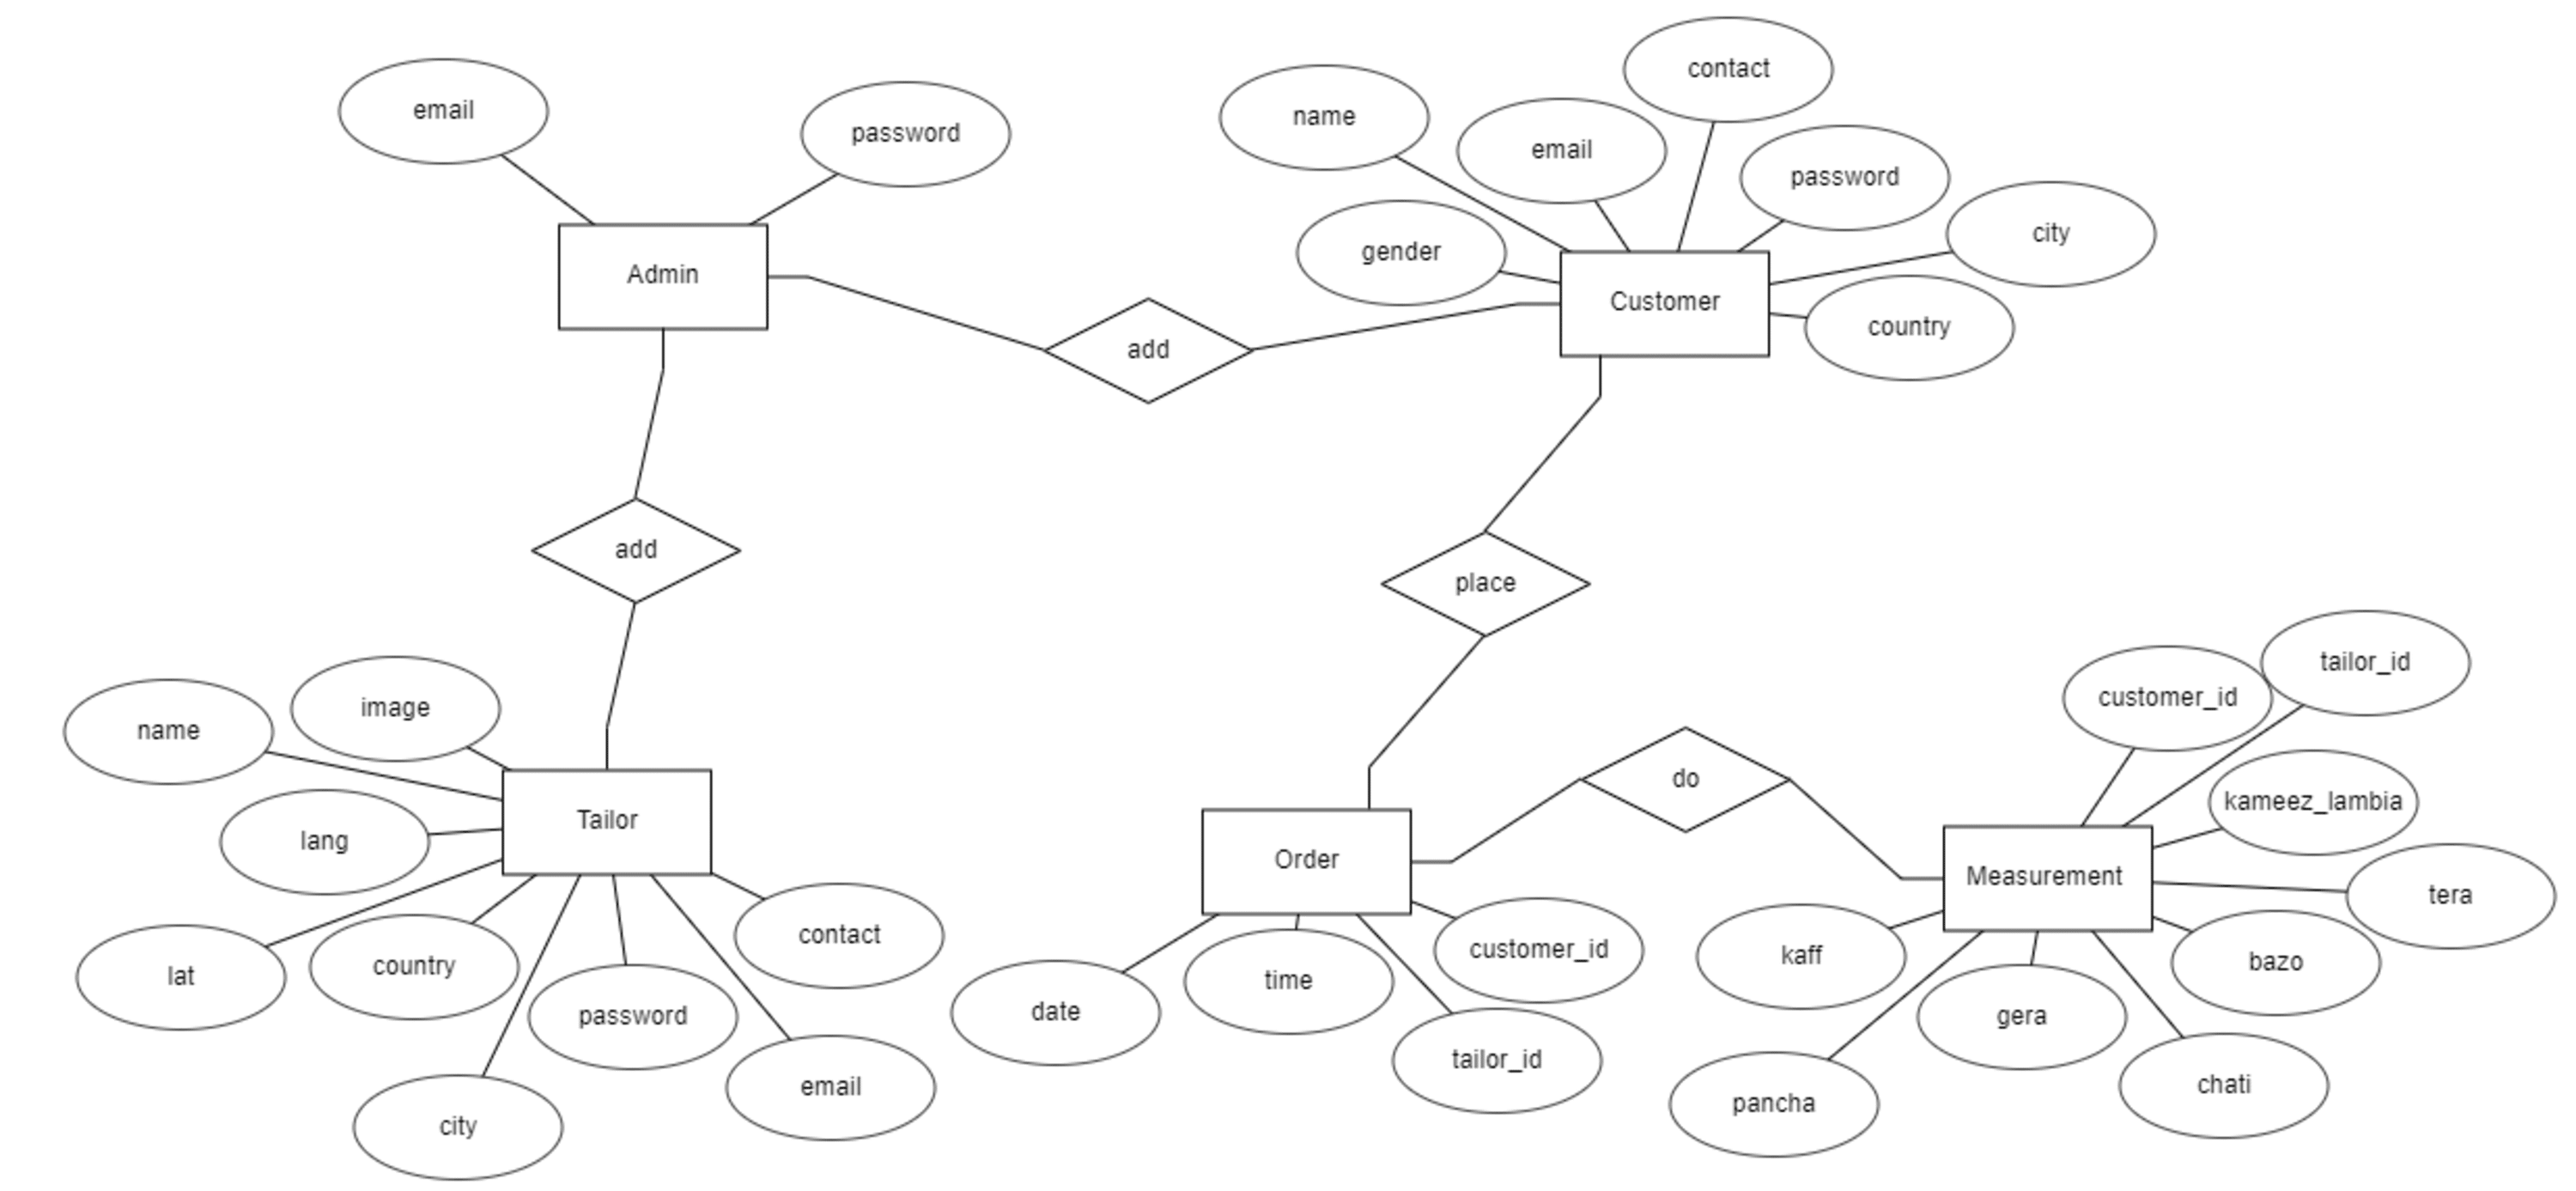 contact
email
name
password
email
password
city
gender
Admin
Customer
country
add
add
place
tailor_id
customer_id
image
name
do
kameez_lambia
Tailor
lang
Order
Measurement
tera
contact
customer_id
kaff
bazo
country
lat
time
date
password
gera
tailor_id
email
chati
pancha
city